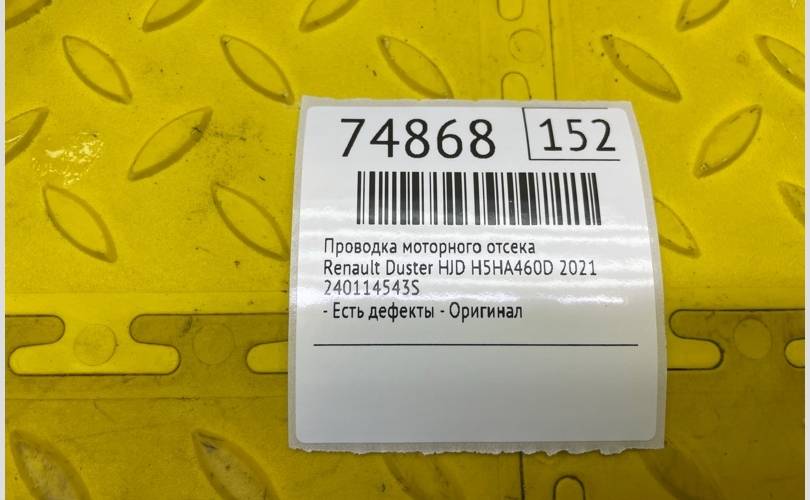 74868 152
Проводка моторного отсека
Renault Duster HJD H5HA460D 2021
240114543S
- Есть дефекты - Оригинал